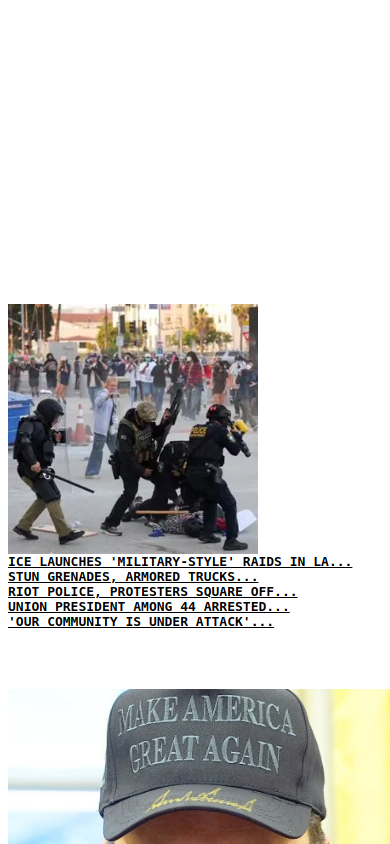 POLICE
ICE LAUNCHES 'MILITARY-STYLE' RAIDS IN LA...
STUN GRENADES, ARMORED TRUCKS...
RIOT POLICE, PROTESTERS SQUARE OFF...
UNION PRESIDENT AMONG 44 ARRESTED...
'OUR COMMUNITY IS UNDER ATTACK'...
MAKE AMERICA
GREAT AGAIN